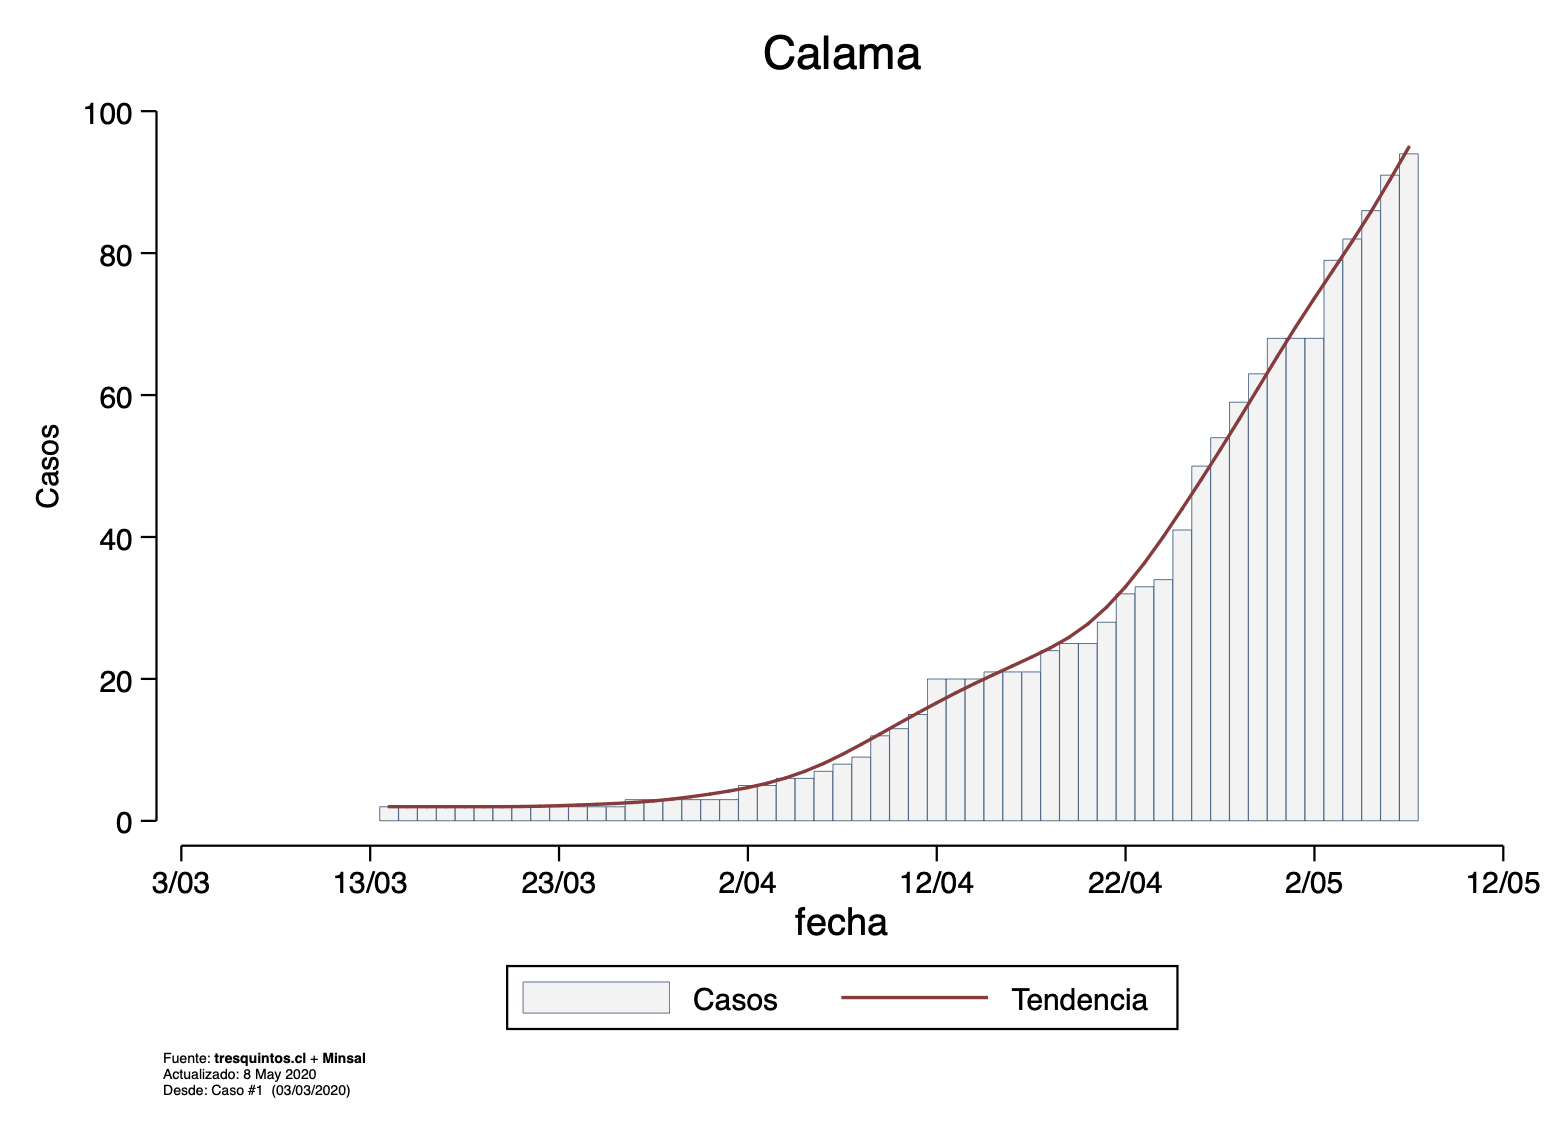 Calama
100
80
60
40
20
0
Casos
3/03 13/03 23/03 2/04 12/04 22/04 2/05 12/05
fecha
Casos Tendencia
Fuente: tresquintos.cl + Minsal
Actualizado: 8 May 2020
Desde: Caso #1 (03/03/2020)